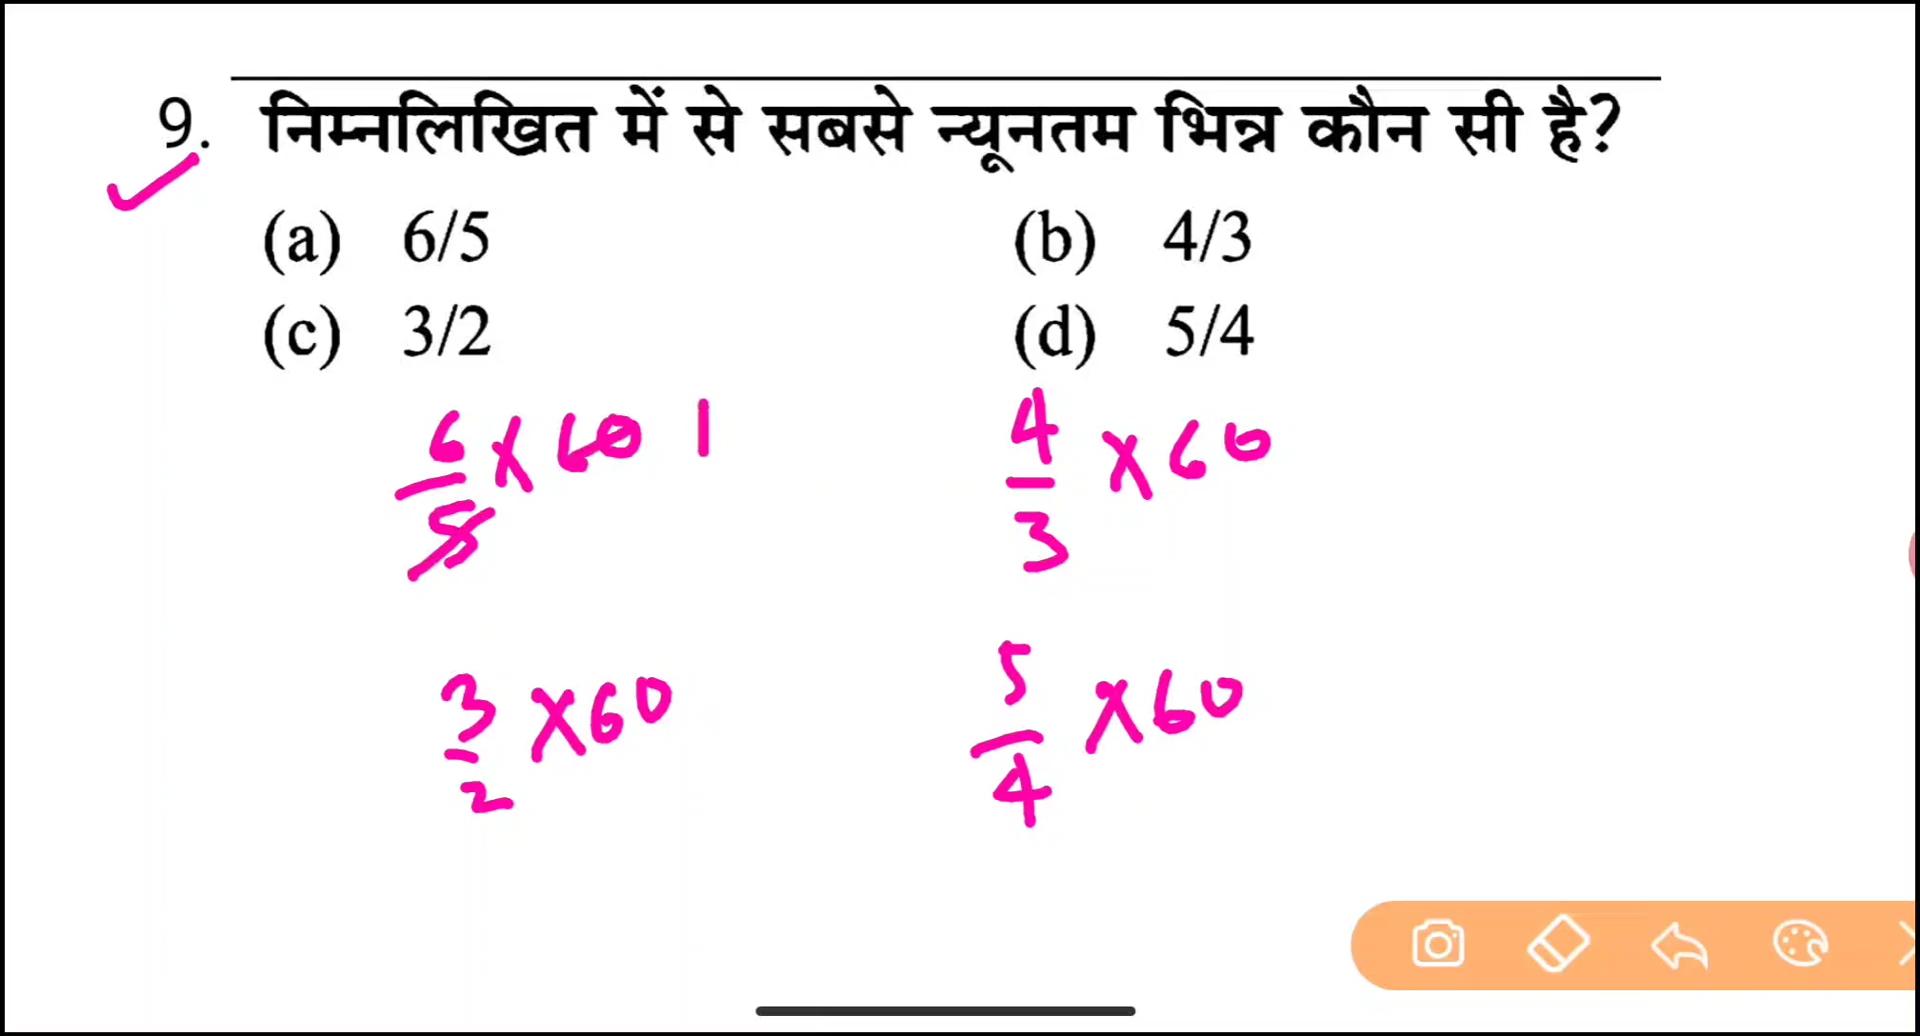 9. निम्नलिखित में से सबसे न्यूनतम भिन्न कौन सी है?
(a) 6/5 (b) 4/3
(c) 3/2 (d) 5/4
6/5 × 60 1 4/3 × 60
3/2 × 60 5/4 × 60